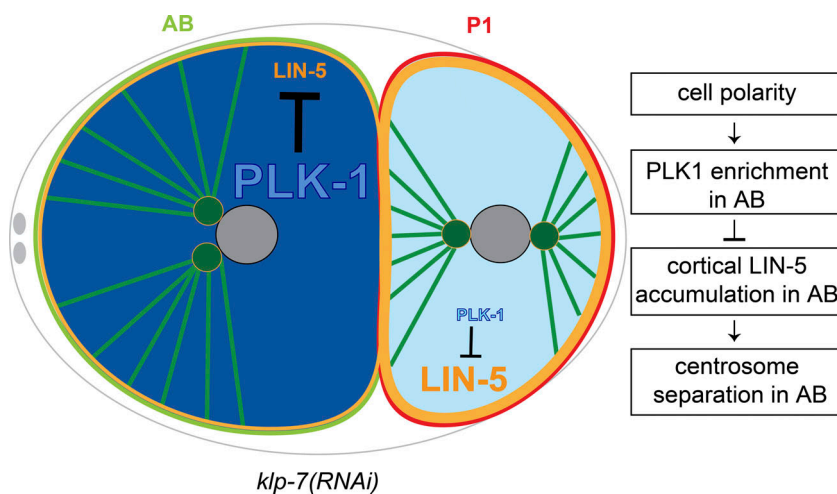 AB
P1
LIN-5
PLK-1
PLK-1
LIN-5
klp-7(RNAi)
cell polarity
PLK1 enrichment
in AB
cortical LIN-5
accumulation in AB
centrosome
separation in AB